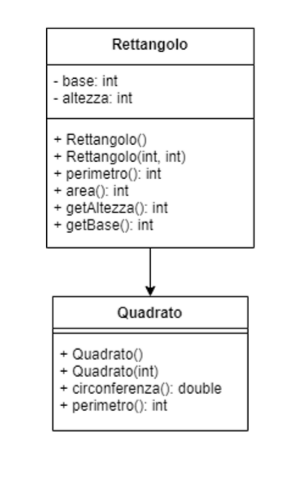 Rettangolo
- base: int
- altezza: int
+ Rettangolo()
+ Rettangolo(int, int)
+ perimetro(): int
+ area(): int
+ getAltezza(): int
+ getBase(): int
Quadrato
+ Quadrato()
+ Quadrato(int)
+ circonferenza(): double
+ perimetro(): int